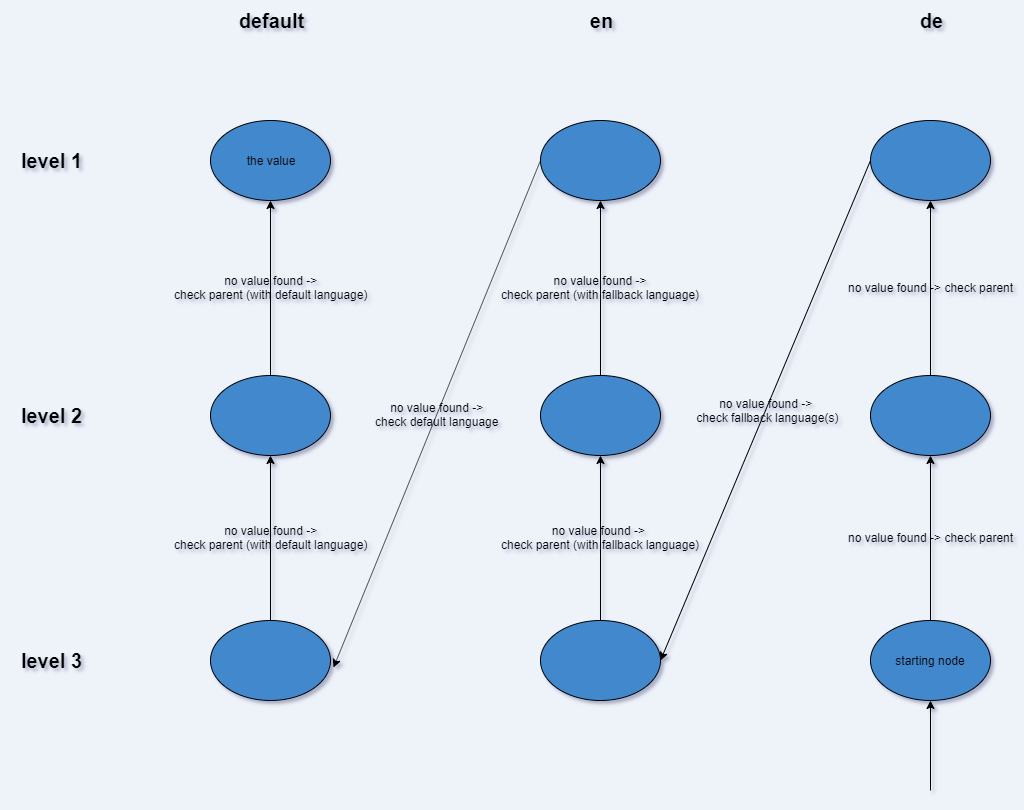 default
en
de
level 1
the value
no value found ->
check parent (with default language)
no value found ->
check parent (with fallback language)
no value found -> check parent
level 2
no value found ->
check default language
no value found ->
check fallback language(s)
no value found ->
check parent (with default language)
no value found ->
check parent (with fallback language)
no value found -> check parent
level 3
starting node